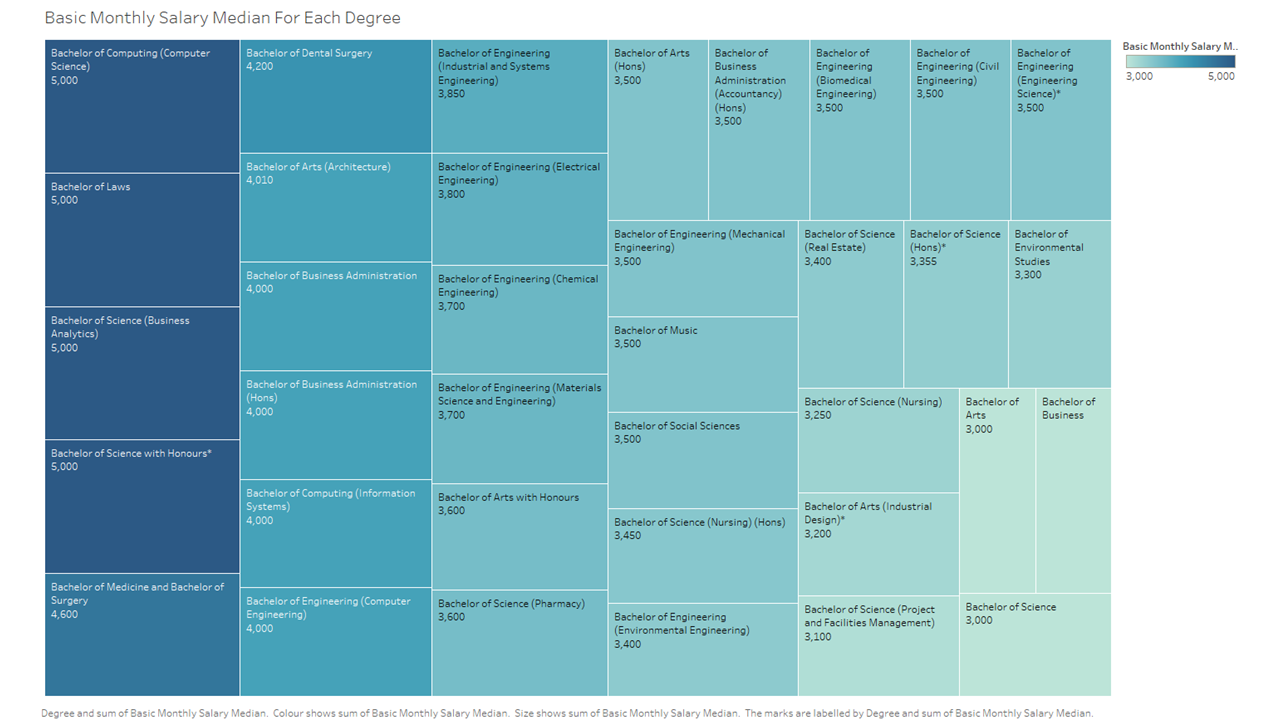 Basic Monthly Salary Median For Each Degree
Bachelor of Computing (Computer
Science)
5,000
Bachelor of Laws
5,000
Bachelor of Science (Business
Analytics)
5,000
Bachelor of Science with Honours*
5,000
Bachelor of Medicine and Bachelor of
Surgery
4,600
Bachelor of Dental Surgery
4,200
Bachelor of Arts (Architecture)
4,010
Bachelor of Business Administration
4,000
Bachelor of Business Administration
(Hons)
4,000
Bachelor of Computing (Information
Systems)
4,000
Bachelor of Engineering (Computer
Engineering)
4,000
Bachelor of Engineering
(Industrial and Systems
Engineering)
3,850
Bachelor of Engineering (Electrical
Engineering)
3,800
Bachelor of Engineering (Chemical
Engineering)
3,700
Bachelor of Engineering (Materials
Science and Engineering)
3,700
Bachelor of Arts with Honours
3,600
Bachelor of Science (Pharmacy)
3,600
Bachelor of Arts
(Hons)
3,500
Bachelor of
Business
Administration
(Accountancy)
(Hons)
3,500
Bachelor of
Engineering
(Biomedical
Engineering)
3,500
Bachelor of
Engineering (Civil
Engineering)
3,500
Bachelor of
Engineering
(Engineering
Science)*
3,500
Bachelor of Engineering (Mechanical
Engineering)
3,500
Bachelor of Music
3,500
Bachelor of Social Sciences
3,500
Bachelor of Science (Nursing) (Hons)
3,450
Bachelor of Engineering
(Environmental Engineering)
3,400
Bachelor of Science
(Real Estate)
3,400
Bachelor of Science
(Hons)*
3,355
Bachelor of
Environmental
Studies
3,300
Bachelor of Science (Nursing)
3,250
Bachelor of Arts (Industrial
Design)*
3,200
Bachelor of Science (Project
and Facilities Management)
3,100
Bachelor of
Arts
3,000
Bachelor of
Business
Bachelor of Science
3,000
Basic Monthly Salary M..
3,000 5,000
Degree and sum of Basic Monthly Salary Median. Colour shows sum of Basic Monthly Salary Median. Size shows sum of Basic Monthly Salary Median. The marks are labelled by Degree and sum of Basic Monthly Salary Median.